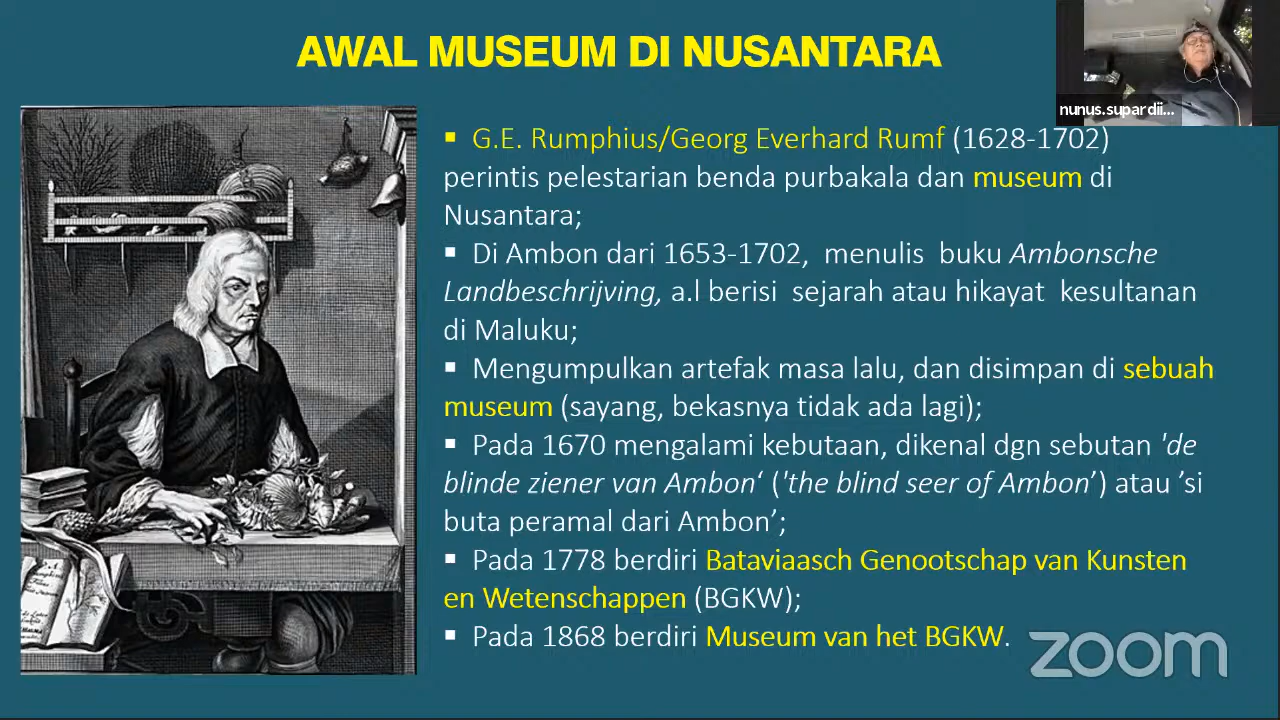 AWAL MUSEUM DI NUSANTARA
nunus.supardii...
▪ G.E. Rumphius/Georg Everhard Rumf (1628-1702)
perintis pelestarian benda purbakala dan museum di
Nusantara;
▪ Di Ambon dari 1653-1702, menulis buku Ambonsche
Landbeschrijving, a.l berisi sejarah atau hikayat kesultanan
di Maluku;
▪ Mengumpulkan artefak masa lalu, dan disimpan di sebuah
museum (sayang, bekasnya tidak ada lagi);
▪ Pada 1670 mengalami kebutaan, dikenal dgn sebutan 'de
blinde ziener van Ambon‘ ('the blind seer of Ambon’) atau ’si
buta peramal dari Ambon’;
▪ Pada 1778 berdiri Bataviaasch Genootschap van Kunsten
en Wetenschappen (BGKW);
▪ Pada 1868 berdiri Museum van het BGKW.
zoom